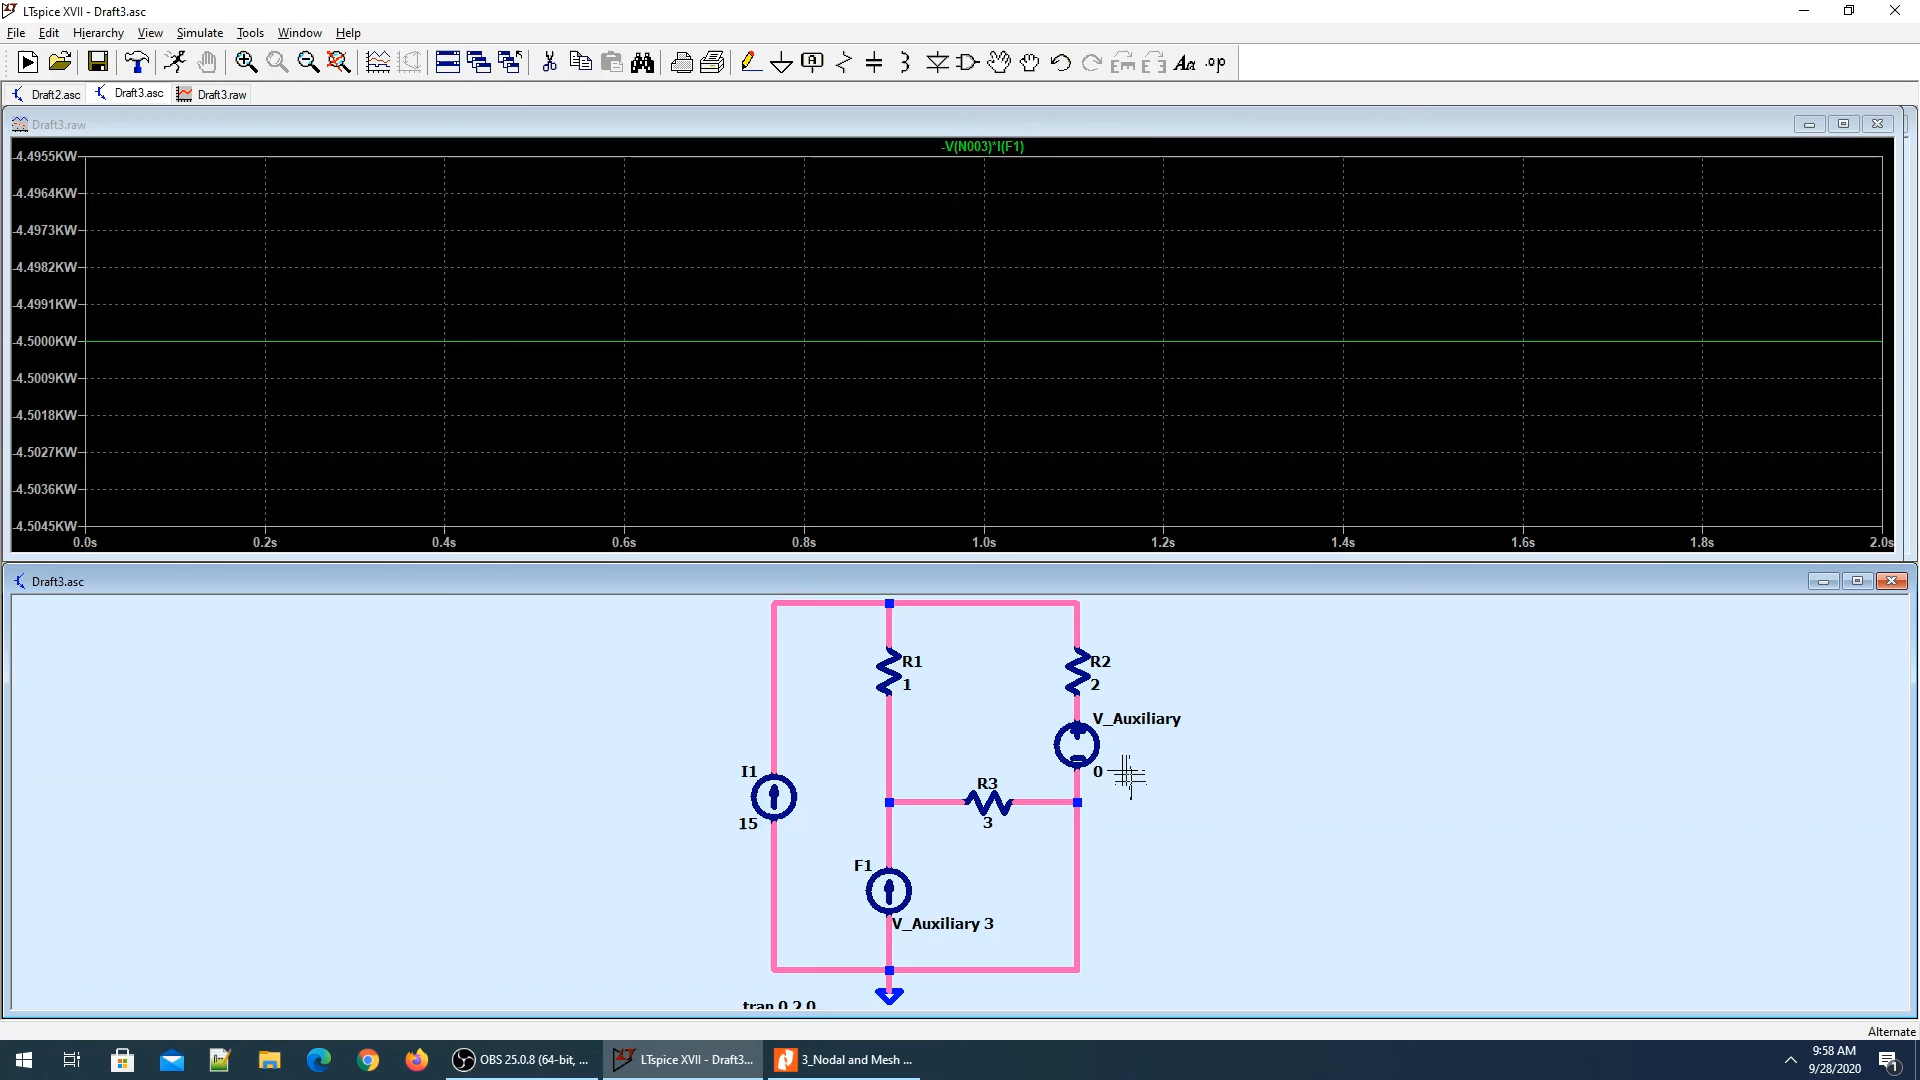 LTspice XVII - Draft3.asc
File Edit Hierarchy View Simulate Tools Window Help
Aa .op
Draft2.asc Draft3.asc Draft3.raw
Draft3.raw
-V(N003)*I(F1)
-4.4955KW
-4.4964KW
-4.4973KW
-4.4982KW
-4.4991KW
-4.5000KW
-4.5009KW
-4.5018KW
-4.5027KW
-4.5036KW
-4.5045KW
0.0s 0.2s 0.4s 0.6s 0.8s 1.0s 1.2s 1.4s 1.6s 1.8s 2.0s
Draft3.asc
R1
1
R2
2
V_Auxiliary
0
I1
15
R3
3
F1
V_Auxiliary 3
tran 0 2 0
Alternate
OBS 25.0.8 (64-bit, ...
LTspice XVII - Draft3...
3_Nodal and Mesh ...
9:58 AM
9/28/2020
1